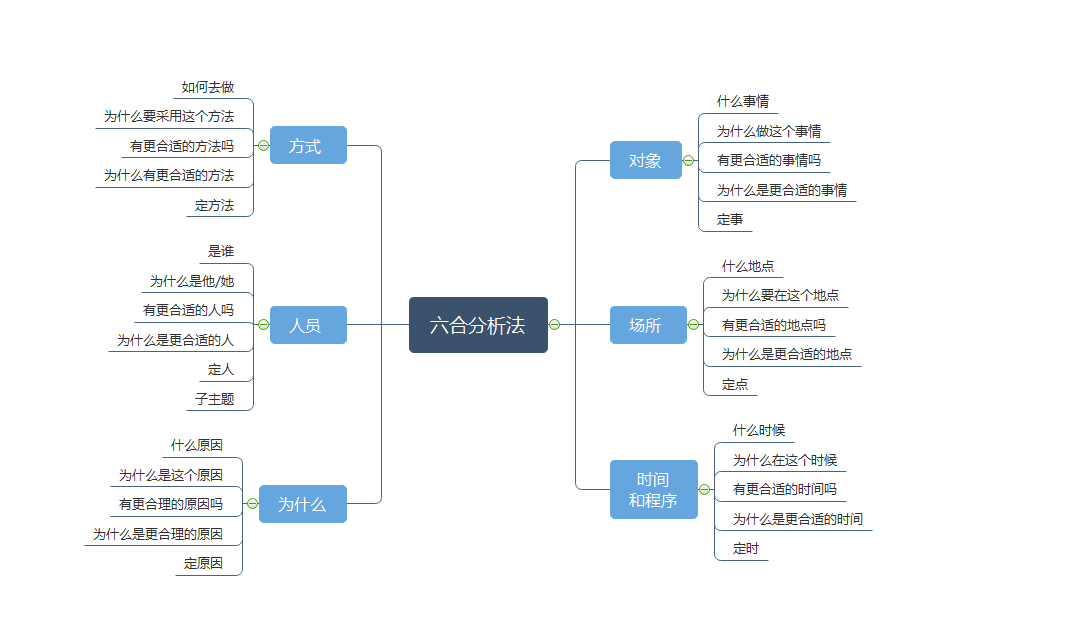 六合分析法
对象
什么事情
为什么做这个事情
有更合适的事情吗
为什么是更合适的事情
定事
场所
什么地点
为什么要在这个地点
有更合适的地点吗
为什么是更合适的地点
定点
时间
和程序
什么时候
为什么在这个时候
有更合适的时间吗
为什么是更合适的时间
定时
方式
如何去做
为什么要采用这个方法
有更合适的方法吗
为什么有更合适的方法
定方法
人员
是谁
为什么是他/她
有更合适的人吗
为什么是更合适的人
定人
子主题
为什么
什么原因
为什么是这个原因
有更合理的原因吗
为什么是更合理的原因
定原因